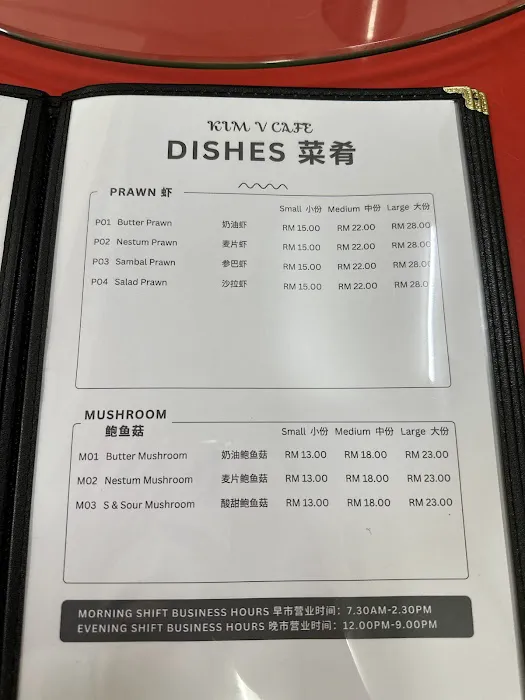 KIM V CAFE
DISHES 菜肴
PRAWN 虾
Small 小份 Medium 中份 Large 大份
P01 Butter Prawn 奶油虾 RM 15.00 RM 22.00 RM 28.00
P02 Nestum Prawn 麦片虾 RM 15.00 RM 22.00 RM 28.00
P03 Sambal Prawn 参巴虾 RM 15.00 RM 22.00 RM 28.00
P04 Salad Prawn 沙拉虾 RM 15.00 RM 22.00 RM 28.00
MUSHROOM
鲍鱼菇
Small 小份 Medium 中份 Large 大份
M01 Butter Mushroom 奶油鲍鱼菇 RM 13.00 RM 18.00 RM 23.00
M02 Nestum Mushroom 麦片鲍鱼菇 RM 13.00 RM 18.00 RM 23.00
M03 S & Sour Mushroom 酸甜鲍鱼菇 RM 13.00 RM 18.00 RM 23.00
MORNING SHIFT BUSINESS HOURS 早市营业时间: 7.30AM-2.30PM
EVENING SHIFT BUSINESS HOURS 晚市营业时间: 12.00PM-9.00PM